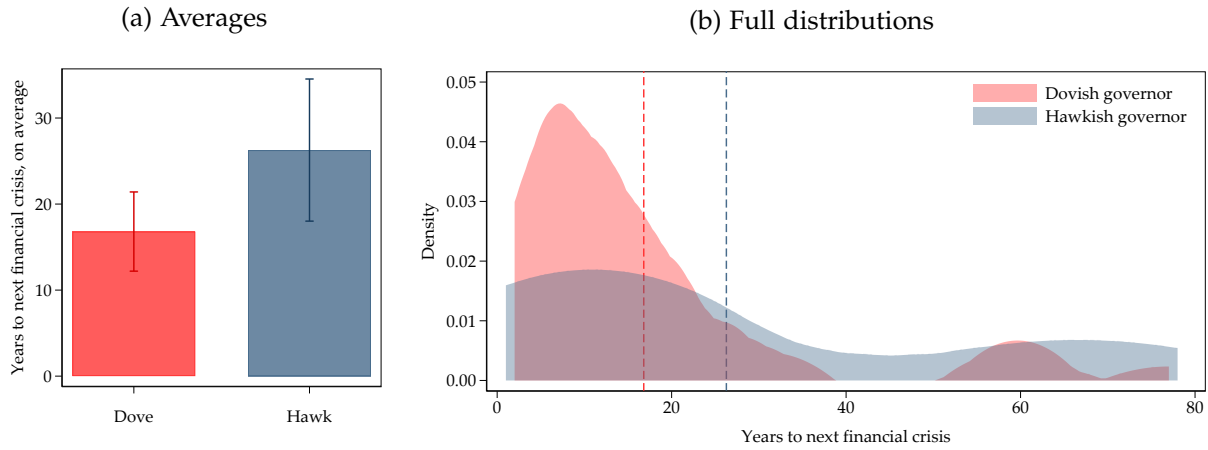 (a) Averages
Years to next financial crisis, on average
30
20
10
0
Dove
Hawk
(b) Full distributions
Density
0.05
0.04
0.03
0.02
0.01
0.00
Dovish governor
Hawkish governor
0
20
40
60
80
Years to next financial crisis